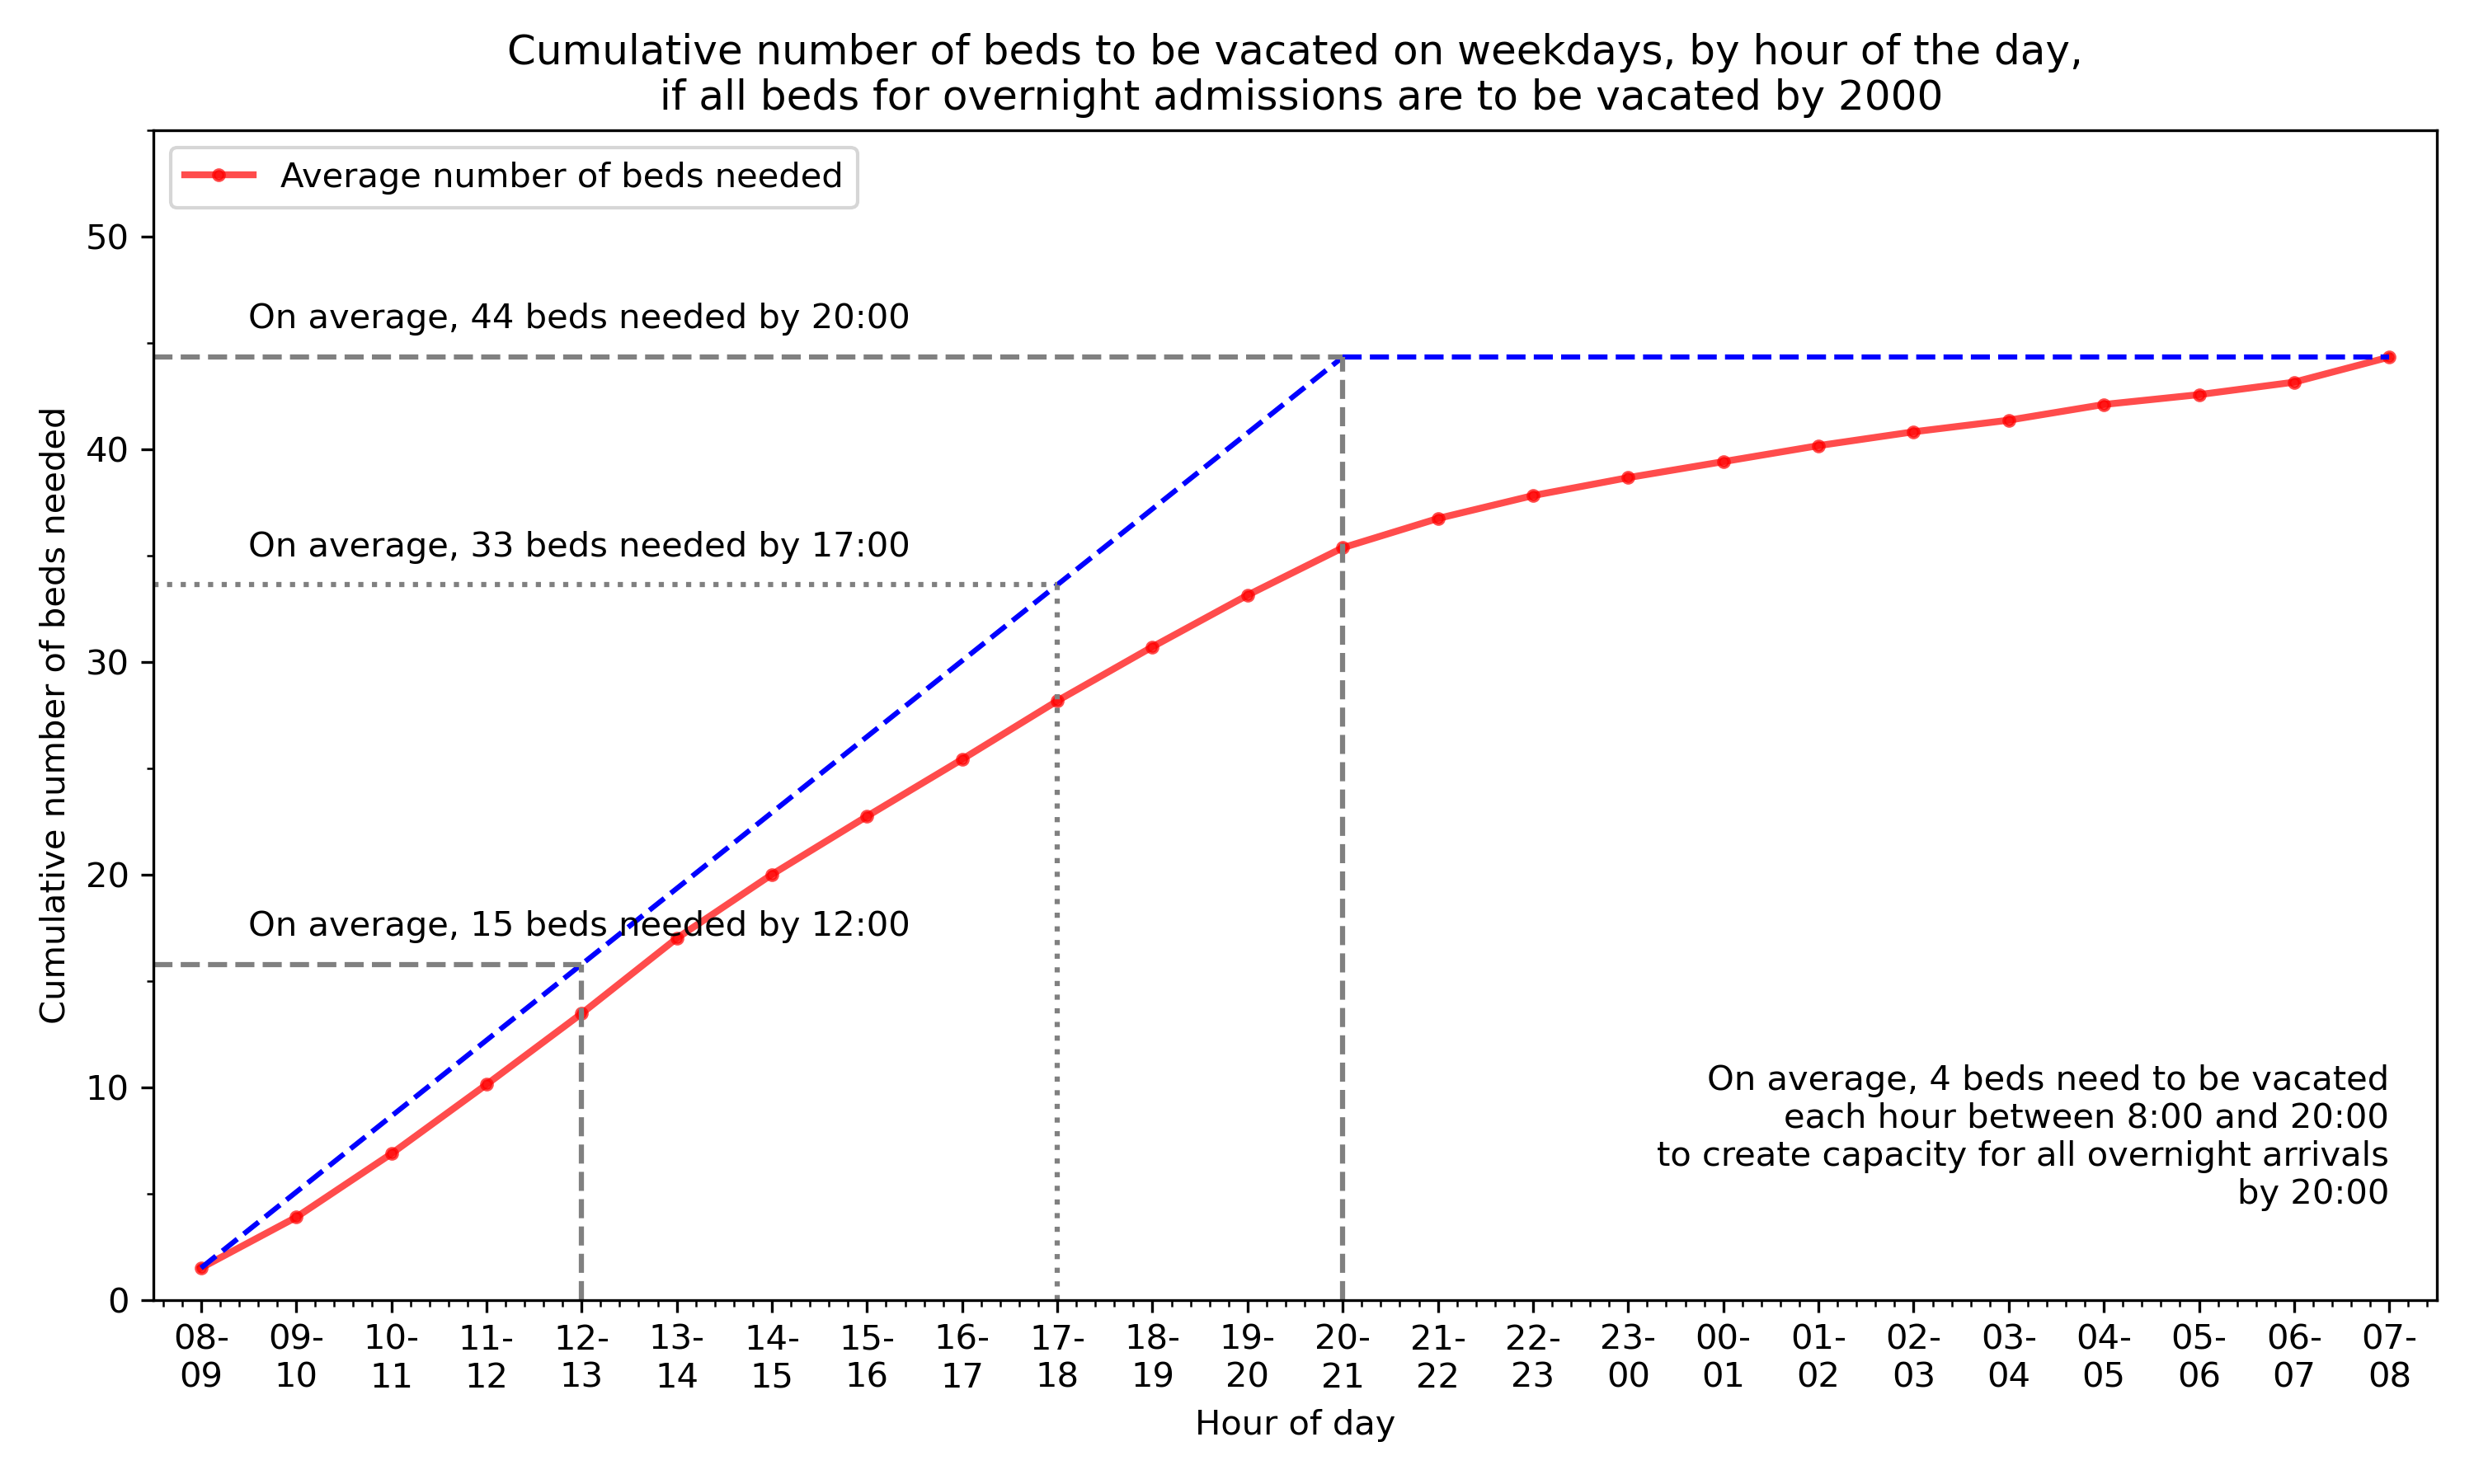 Cumulative number of beds to be vacated on weekdays, by hour of the day,
if all beds for overnight admissions are to be vacated by 2000
Average number of beds needed
50
40
30
20
10
0
Cumulative number of beds needed
On average, 44 beds needed by 20:00
On average, 33 beds needed by 17:00
On average, 15 beds needed by 12:00
On average, 4 beds need to be vacated
each hour between 8:00 and 20:00
to create capacity for all overnight arrivals
by 20:00
08- 09- 10- 11- 12- 13- 14- 15- 16- 17- 18- 19- 20- 21- 22- 23- 00- 01- 02- 03- 04- 05- 06- 07-
09 10 11 12 13 14 15 16 17 18 19 20 21 22 23 00 01 02 03 04 05 06 07 08
Hour of day